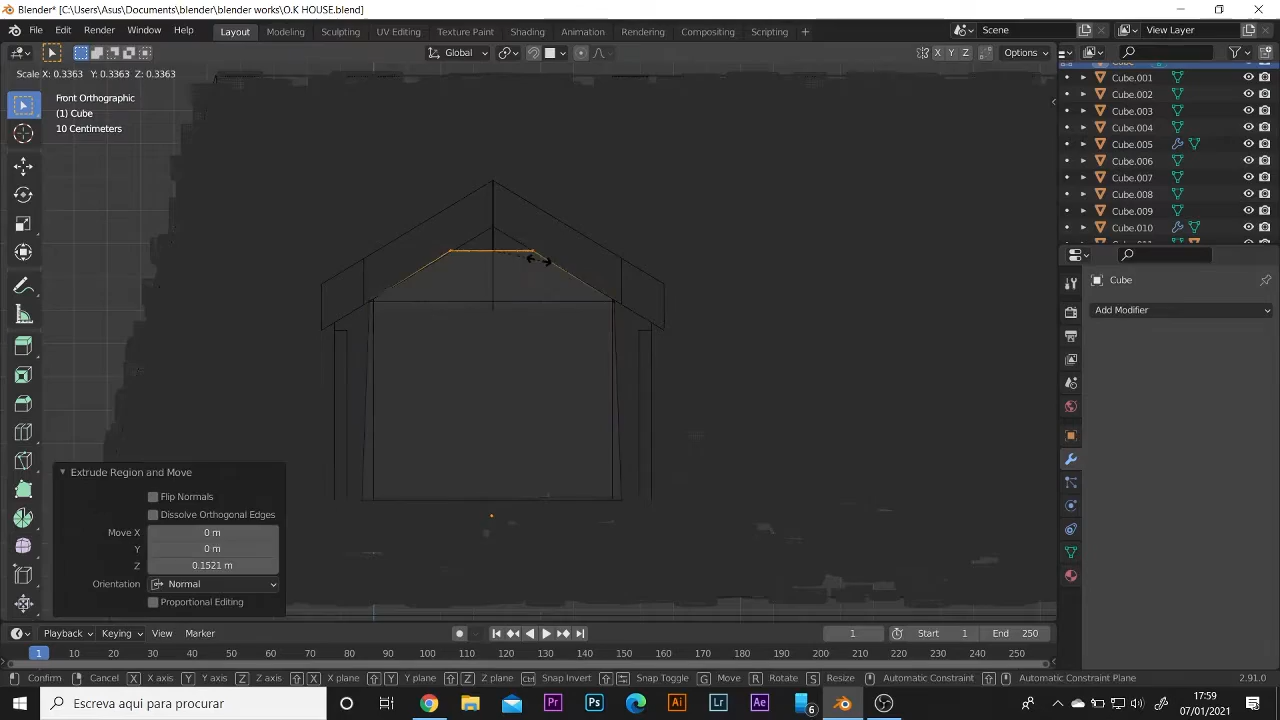 Blender* [C:\Users\Asus\Documents\blender\blender works\O.K HOUSE.blend]
File Edit Render Window Help Layout Modeling Sculpting UV Editing Texture Paint Shading Animation Rendering Compositing Scripting + Scene View Layer
Global X Y Z Options
Scale X: 0.3363 Y: 0.3363 Z: 0.3363
Front Orthographic
(1) Cube
10 Centimeters
Cube.001
Cube.002
Cube.003
Cube.004
Cube.005
Cube.006
Cube.007
Cube.008
Cube.009
Cube.010
Cube
Add Modifier
Extrude Region and Move
Flip Normals
Dissolve Orthogonal Edges
Move X 0 m
Y 0 m
Z 0.1521 m
Orientation Normal
Proportional Editing
Playback Keying View Marker 1 Start 1 End 250
1 10 20 30 40 50 60 70 80 90 100 110 120 130 140 150 160 170 180 190 200 210 220 230 240 250
Confirm Cancel X X axis Y Y axis Z Z axis X X plane Y Y plane Z Z plane Ctrl Snap Invert Snap Toggle G Move R Rotate S Resize Automatic Constraint Automatic Constraint Plane 2.91.0
Escreva aqui para procurar Pr Ps Ai Lr Ae 6 17:59
07/01/2021